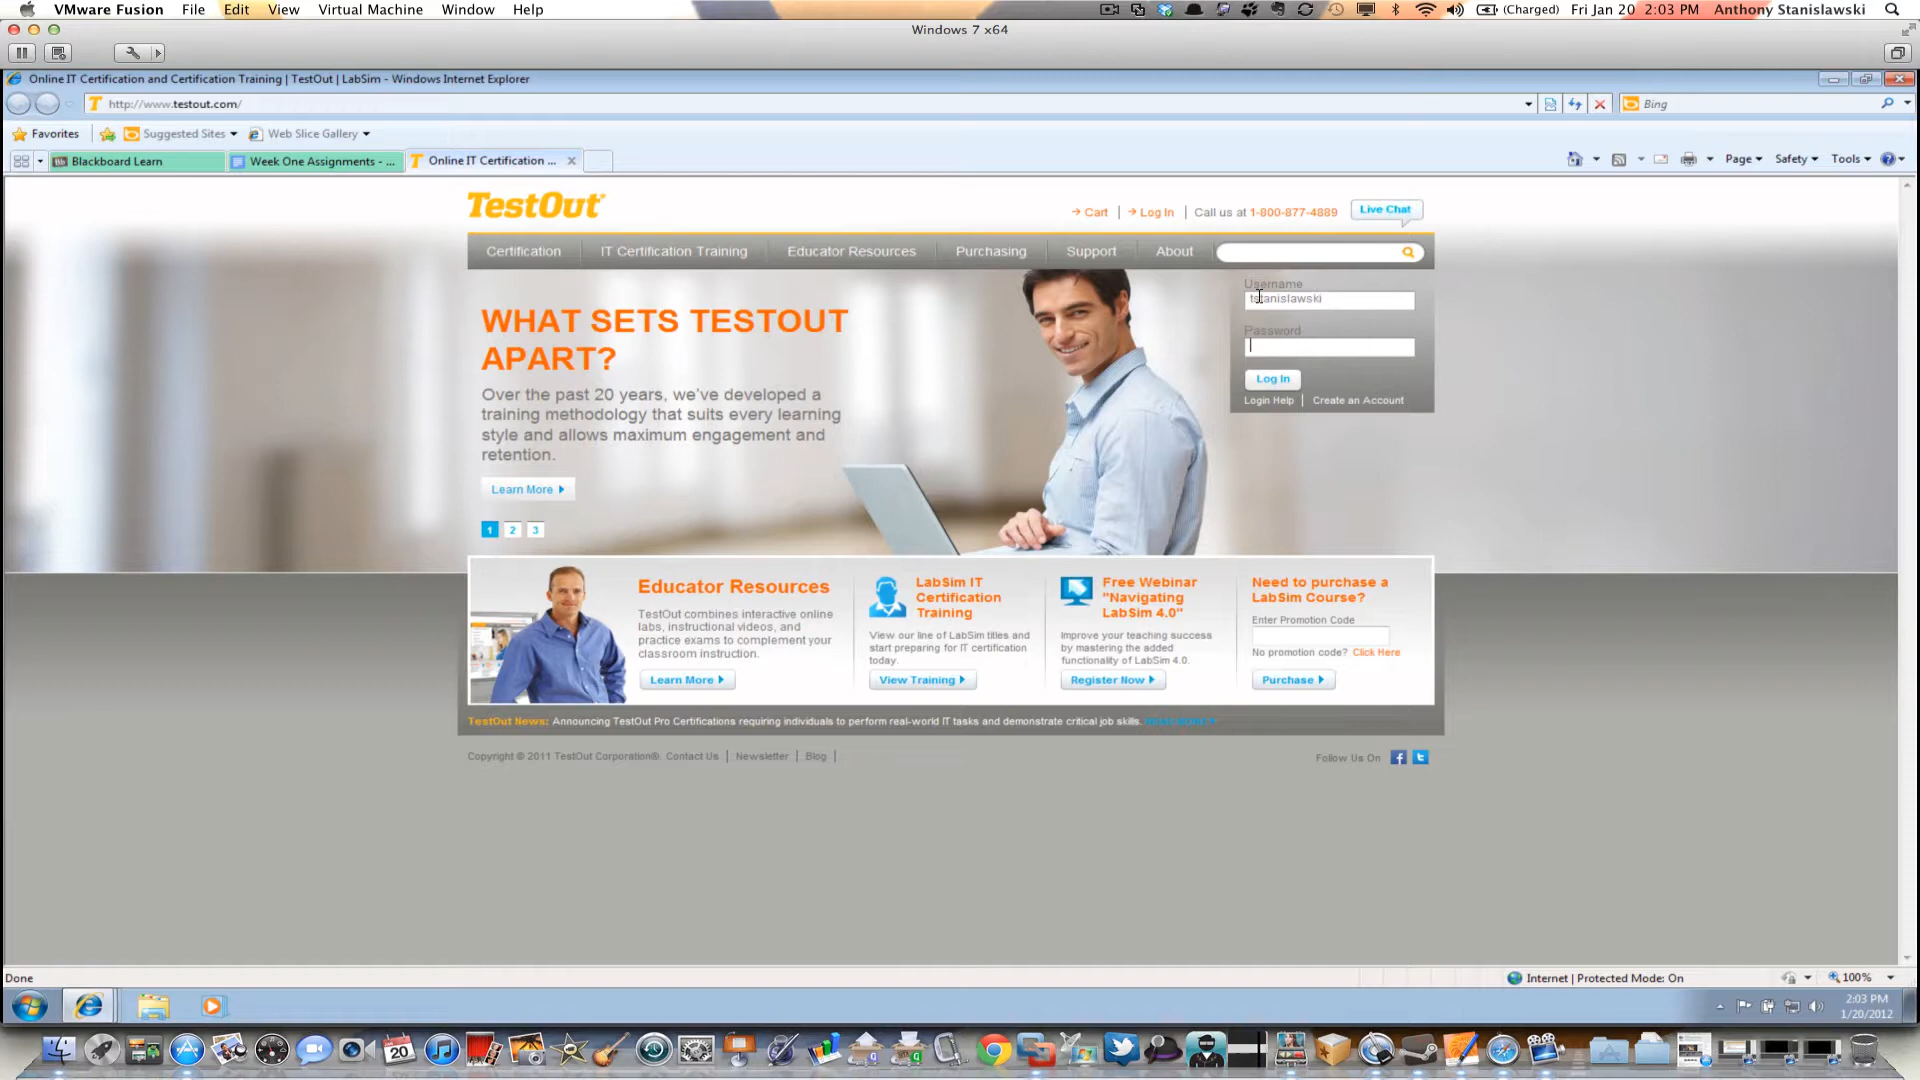 VMware Fusion File Edit View Virtual Machine Window Help (Charged) Fri Jan 20 2:03 PM Anthony Stanislawski
Windows 7 x64
Online IT Certification and Certification Training | TestOut | LabSim - Windows Internet Explorer
http://www.testout.com/ Bing
Favorites Suggested Sites Web Slice Gallery
Blackboard Learn Week One Assignments - ... Online IT Certification ... Page Safety Tools
TestOut Cart | Log In | Call us at 1-800-877-4889 Live Chat
Certification IT Certification Training Educator Resources Purchasing Support About
WHAT SETS TESTOUT
APART?
Over the past 20 years, we've developed a
training methodology that suits every learning
style and allows maximum engagement and
retention.
Learn More
1 2 3
Username
tstanislawski
Password
Log In
Login Help | Create an Account
Educator Resources
TestOut combines interactive online
labs, instructional videos, and
practice exams to complement your
classroom instruction.
Learn More
LabSim IT
Certification
Training
View our line of LabSim titles and
start preparing for IT certification
today.
View Training
Free Webinar
"Navigating
LabSim 4.0"
Improve your teaching success
by mastering the added
functionality of LabSim 4.0.
Register Now
Need to purchase a
LabSim Course?
Enter Promotion Code
No promotion code? Click Here
Purchase
TestOut News: Announcing TestOut Pro Certifications requiring individuals to perform real-world IT tasks and demonstrate critical job skills.
Copyright © 2011 TestOut Corporation®. Contact Us | Newsletter | Blog | Follow Us On
Done Internet | Protected Mode: On 100%
2:03 PM
1/20/2012
20